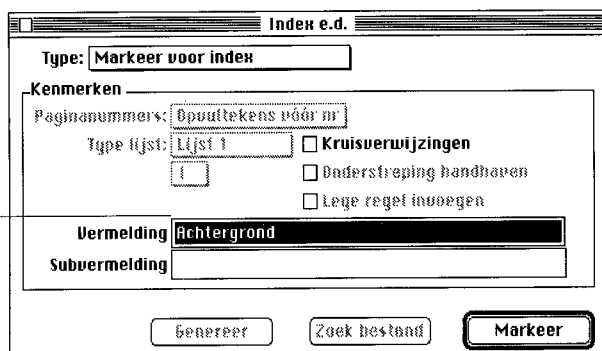 Index e.d.
Type: Markeer voor index
Kenmerken
Paginanummers: Opvultekens vóór nr
Type lijst: Lijst 1
Kruisverwijzingen
1
Onderstreping handhaven
Lege regel invoegen
Vermelding Achtergrond
Subvermelding
Genereer Zoek bestand Markeer